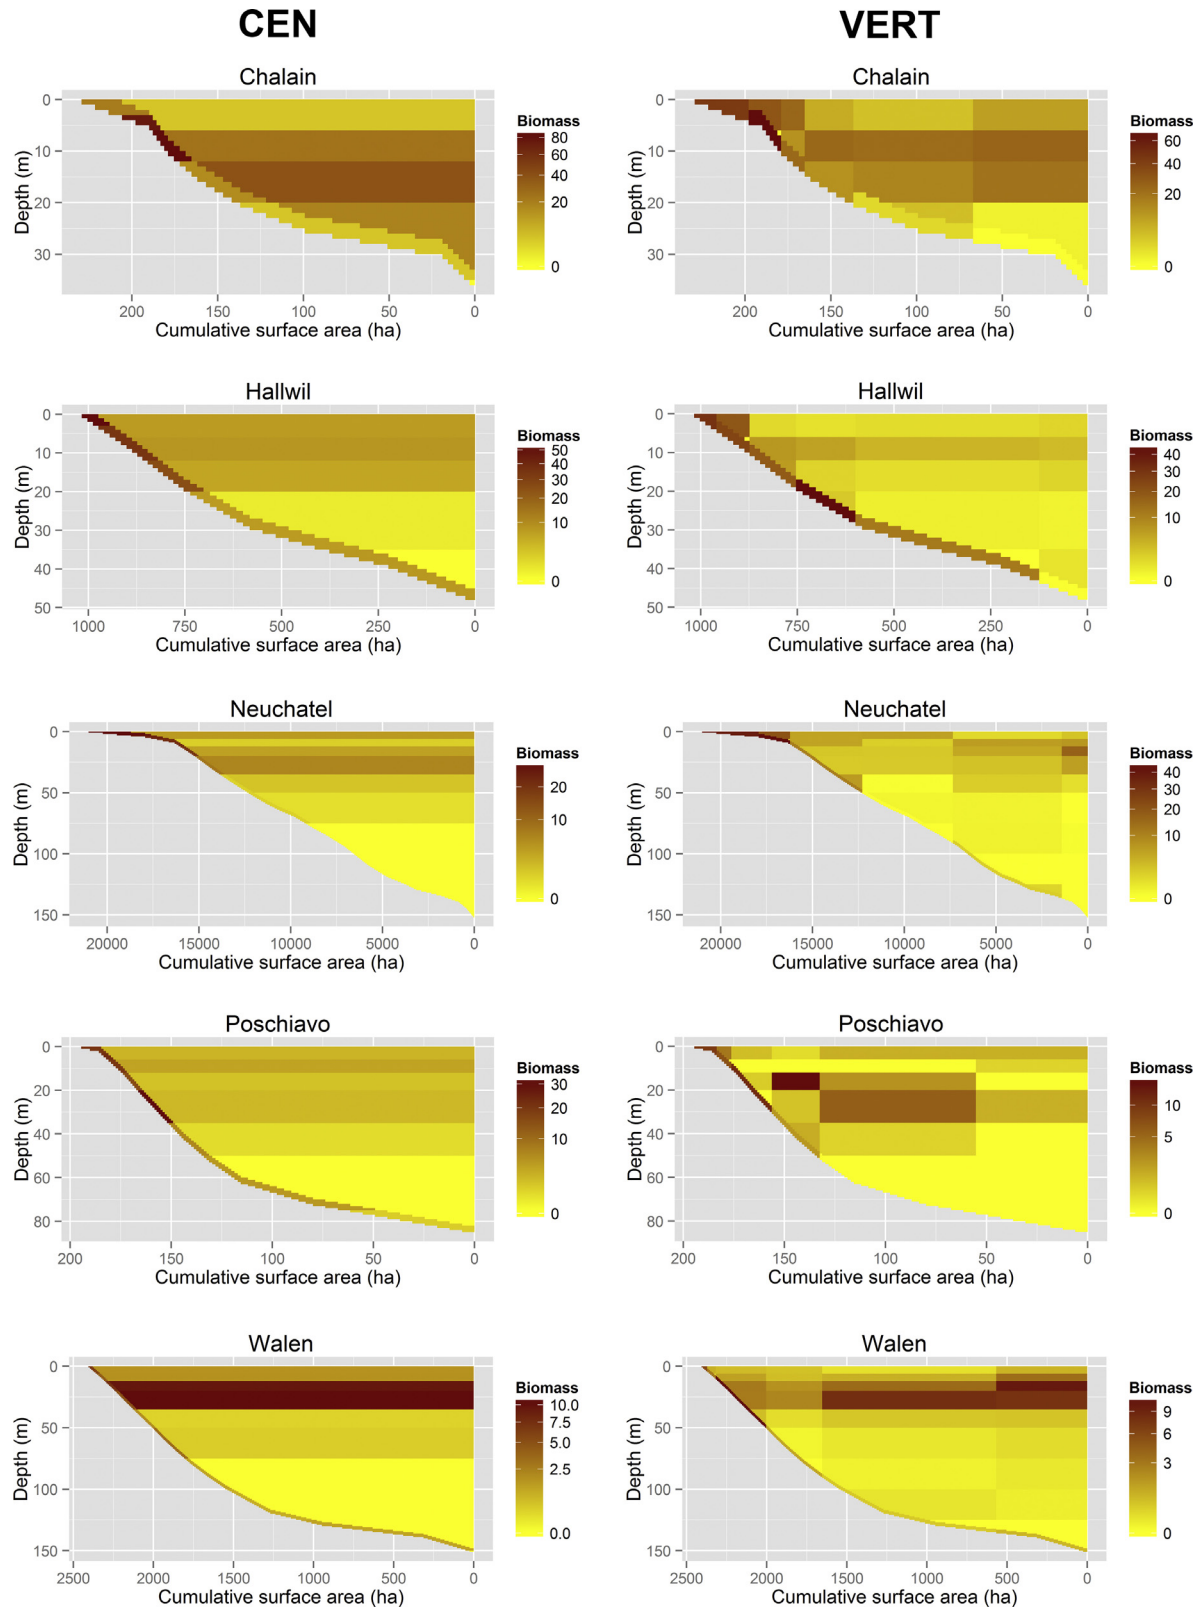 CEN
VERT
Chalain
0
10
20
30
Depth (m)
200 150 100 50 0
Cumulative surface area (ha)
Biomass
80
60
40
20
0
Chalain
0
10
20
30
Depth (m)
200 150 100 50 0
Cumulative surface area (ha)
Biomass
60
40
20
0
Hallwil
0
10
20
30
40
50
Depth (m)
1000 750 500 250 0
Cumulative surface area (ha)
Biomass
50
40
30
20
10
0
Hallwil
0
10
20
30
40
50
Depth (m)
1000 750 500 250 0
Cumulative surface area (ha)
Biomass
40
30
20
10
0
Neuchatel
0
50
100
150
Depth (m)
20000 15000 10000 5000 0
Cumulative surface area (ha)
Biomass
20
10
0
Neuchatel
0
50
100
150
Depth (m)
20000 15000 10000 5000 0
Cumulative surface area (ha)
Biomass
40
30
20
10
0
Poschiavo
0
20
40
60
80
Depth (m)
200 150 100 50 0
Cumulative surface area (ha)
Biomass
30
20
10
0
Poschiavo
0
20
40
60
80
Depth (m)
200 150 100 50 0
Cumulative surface area (ha)
Biomass
10
5
0
Walen
0
50
100
150
Depth (m)
2500 2000 1500 1000 500 0
Cumulative surface area (ha)
Biomass
10.0
7.5
5.0
2.5
0.0
Walen
0
50
100
150
Depth (m)
2500 2000 1500 1000 500 0
Cumulative surface area (ha)
Biomass
9
6
3
0